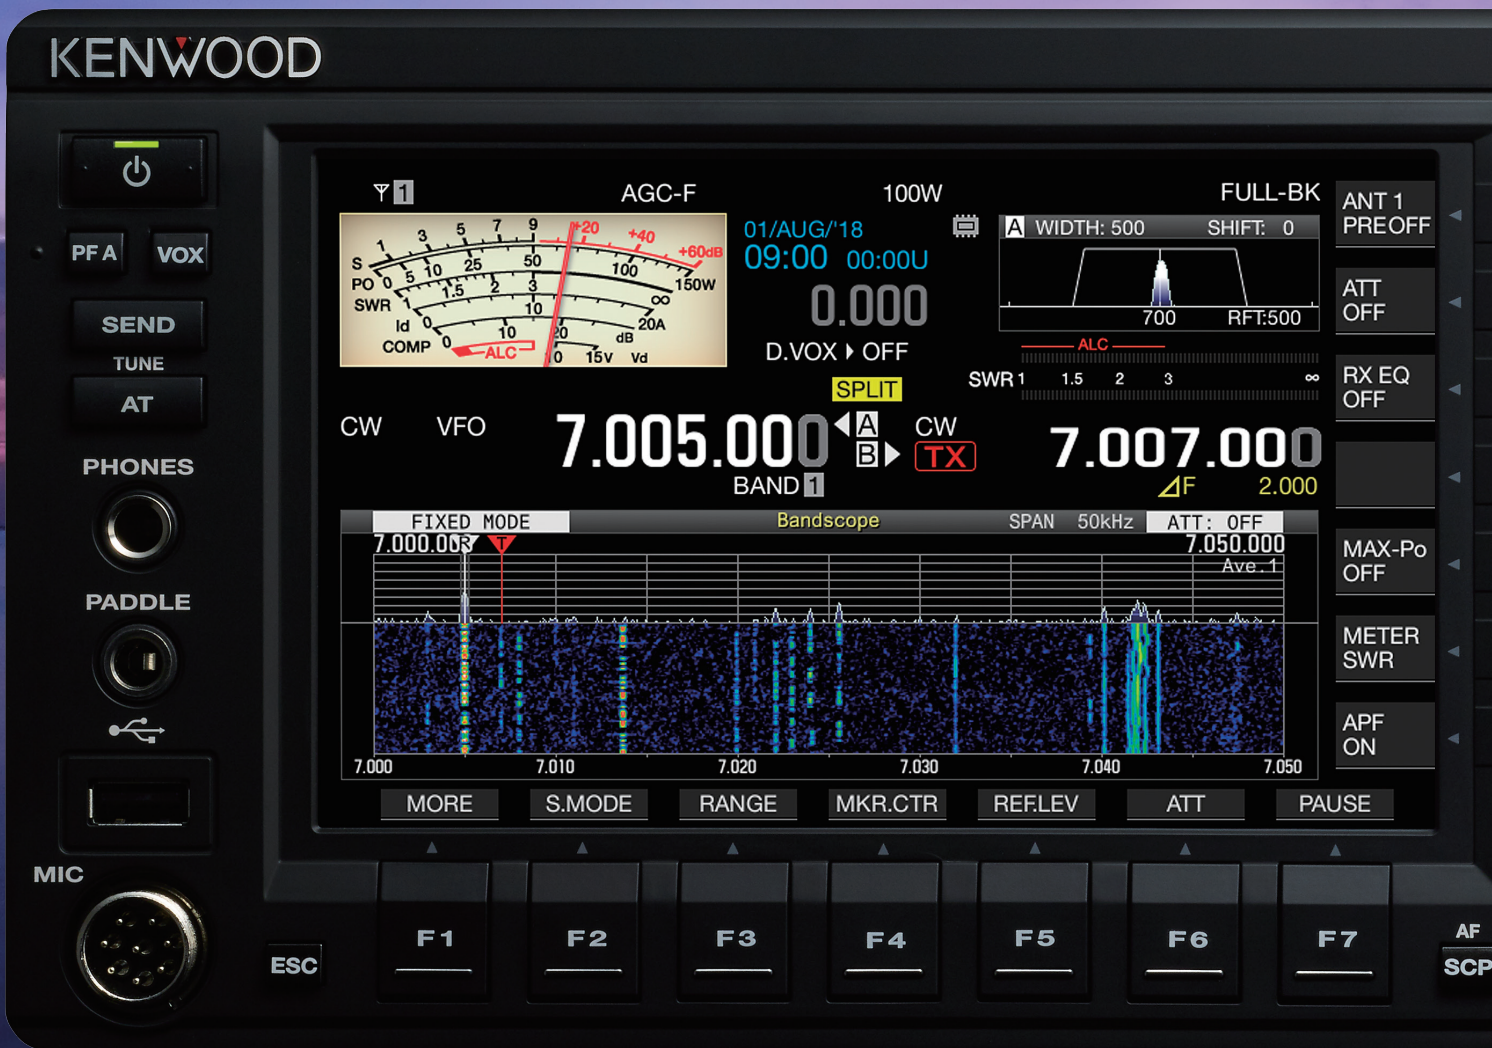 KENWOOD
PF A
VOX
SEND
TUNE
AT
PHONES
PADDLE
MIC
ESC
1
AGC-F
100W
FULL-BK
S 1 3 5 7 9 +20 +40 +60dB
PO 0 5 10 25 50 100 150W
SWR 1 1.5 2 3 ∞
Id 0 10 20A
COMP 0 10 20 dB
ALC 10 15V Vd
01/AUG/'18
09:00 00:00U
0.000
D.VOX OFF
A WIDTH: 500 SHIFT: 0
700 RFT:500
ALC
SWR 1 1.5 2 3 ∞
SPLIT
CW VFO 7.005.000 A CW 7.007.000
B TX
BAND 1 ⊿F 2.000
FIXED MODE Bandscope SPAN 50kHz ATT: OFF
7.000.00 R T 7.050.000
Ave.1
7.000 7.010 7.020 7.030 7.040 7.050
MORE S.MODE RANGE MKR.CTR REF.LEV ATT PAUSE
ANT 1
PREOFF
ATT
OFF
RX EQ
OFF
MAX-Po
OFF
METER
SWR
APF
ON
F1 F2 F3 F4 F5 F6 F7
AF
SCP